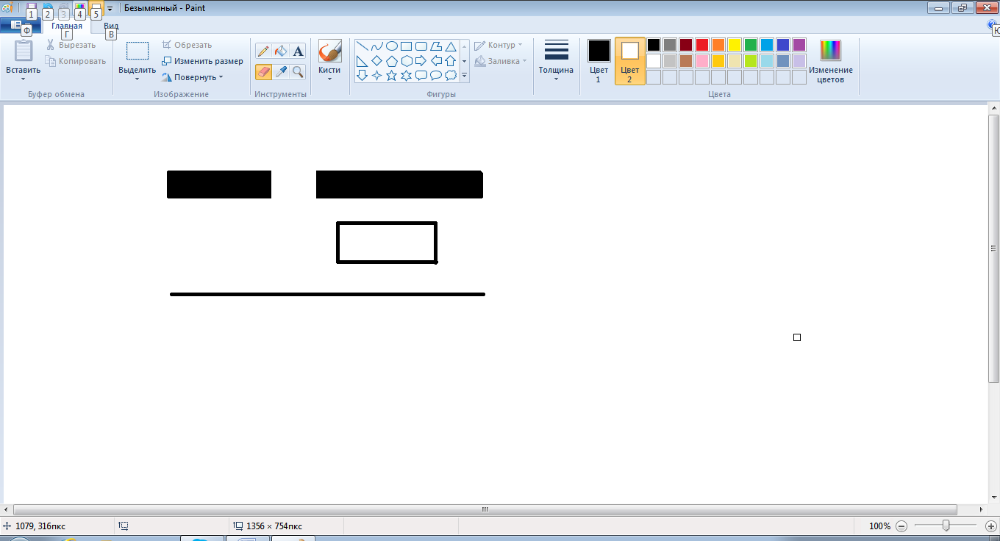 Безымянный - Paint
1 2 3 4 5
Ф Главная Вид
Г В
Вставить
Вырезать
Копировать
Буфер обмена
Выделить
Обрезать
Изменить размер
Повернуть
Изображение
A
Инструменты
Кисти
Контур
Заливка
Фигуры
Толщина
Цвет 1
Цвет 2
Изменение цветов
Цвета
1079, 316пкс
1356 × 754пкс
100%